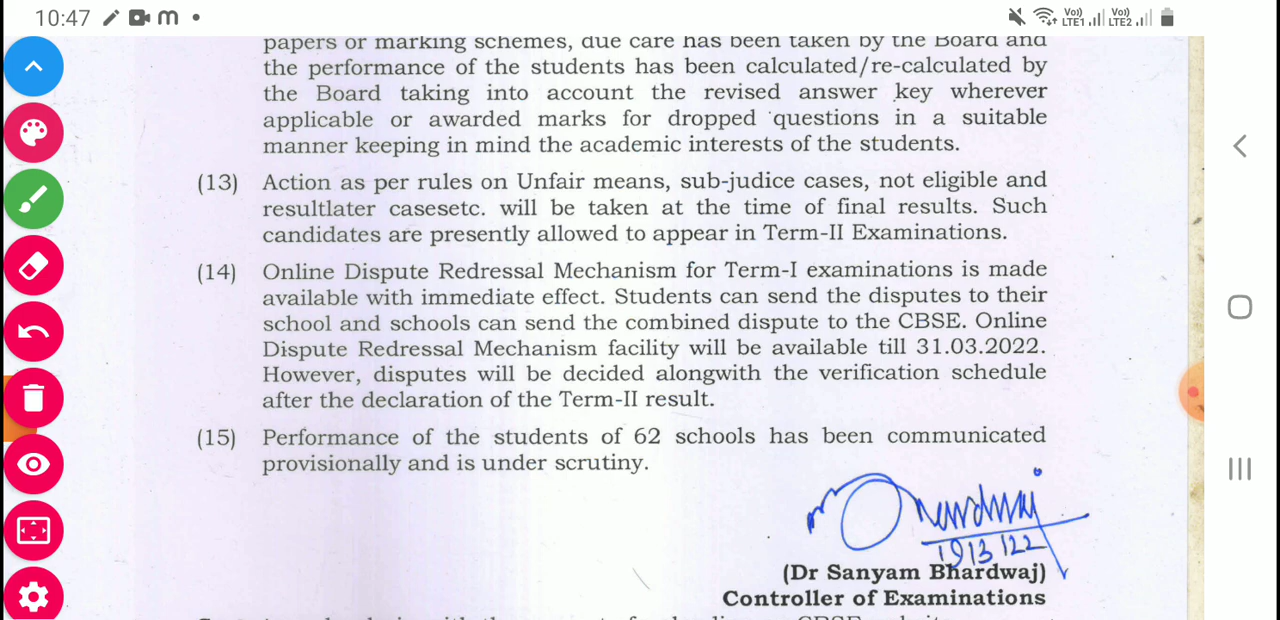 10:47
Vo)) LTE1 Vo)) LTE2
papers or marking schemes, due care has been taken by the Board and
the performance of the students has been calculated/re-calculated by
the Board taking into account the revised answer key wherever
applicable or awarded marks for dropped questions in a suitable
manner keeping in mind the academic interests of the students.
(13) Action as per rules on Unfair means, sub-judice cases, not eligible and
resultlater casesetc. will be taken at the time of final results. Such
candidates are presently allowed to appear in Term-II Examinations.
(14) Online Dispute Redressal Mechanism for Term-I examinations is made
available with immediate effect. Students can send the disputes to their
school and schools can send the combined dispute to the CBSE. Online
Dispute Redressal Mechanism facility will be available till 31.03.2022.
However, disputes will be decided alongwith the verification schedule
after the declaration of the Term-II result.
(15) Performance of the students of 62 schools has been communicated
provisionally and is under scrutiny.
19/3/22
(Dr Sanyam Bhardwaj)
Controller of Examinations